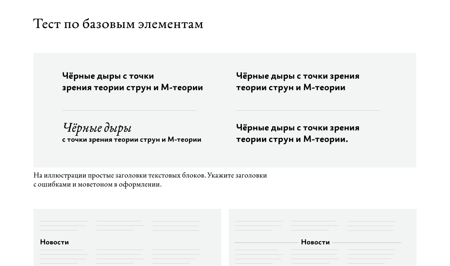 Тест по базовым элементам
Чёрные дыры с точки
зрения теории струн и М-теории
Чёрные дыры с точки зрения
теории струн и М-теории
Чёрные дыры
с точки зрения теории струн и М-теории
Чёрные дыры с точки зрения
теории струн и М-теории.
На иллюстрации простые заголовки текстовых блоков. Укажите заголовки
с ошибками и моветоном в оформлении.
Новости
Новости